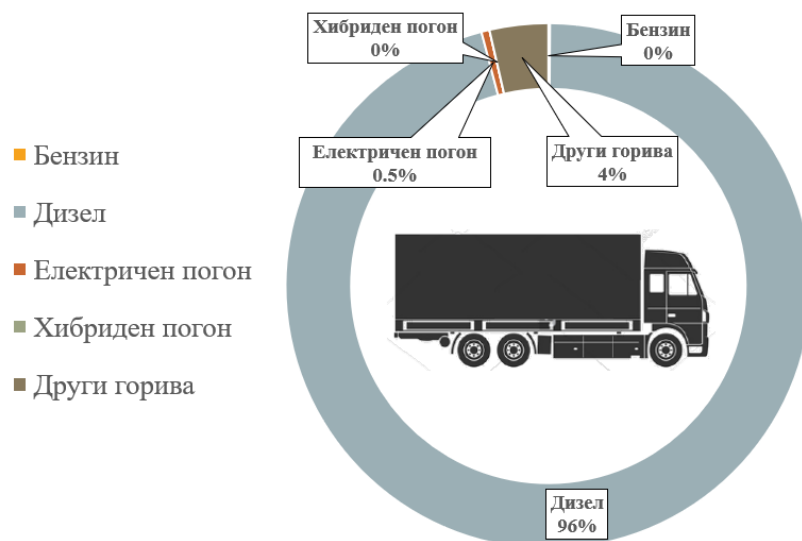 Хибриден погон
0%
Бензин
0%
Електричен погон
0.5%
Други горива
4%
Бензин
Дизел
Електричен погон
Хибриден погон
Други горива
Дизел
96%